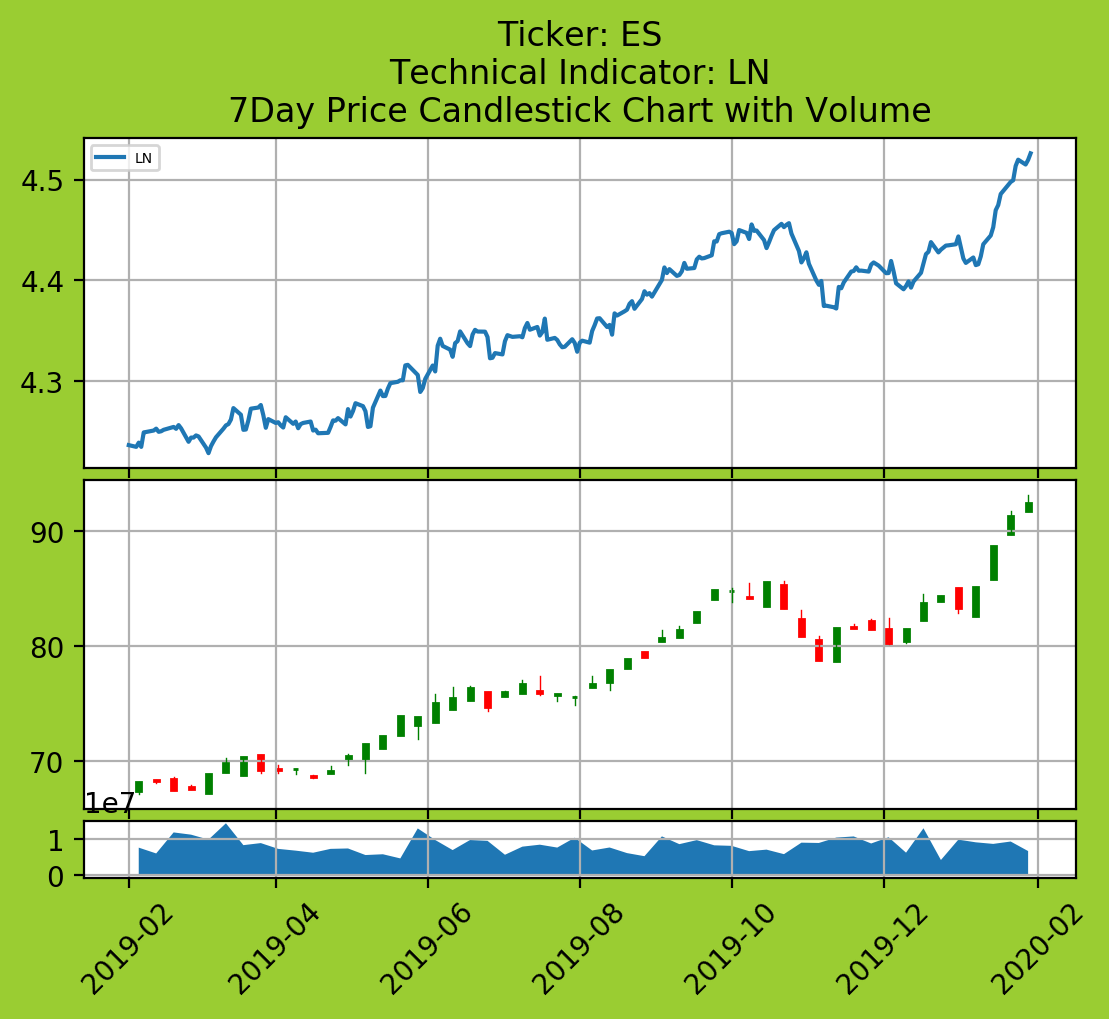 Ticker: ES
Technical Indicator: LN
7Day Price Candlestick Chart with Volume
LN
4.5
4.4
4.3
90
80
70
1e7
1
0
2019-02 2019-04 2019-06 2019-08 2019-10 2019-12 2020-02